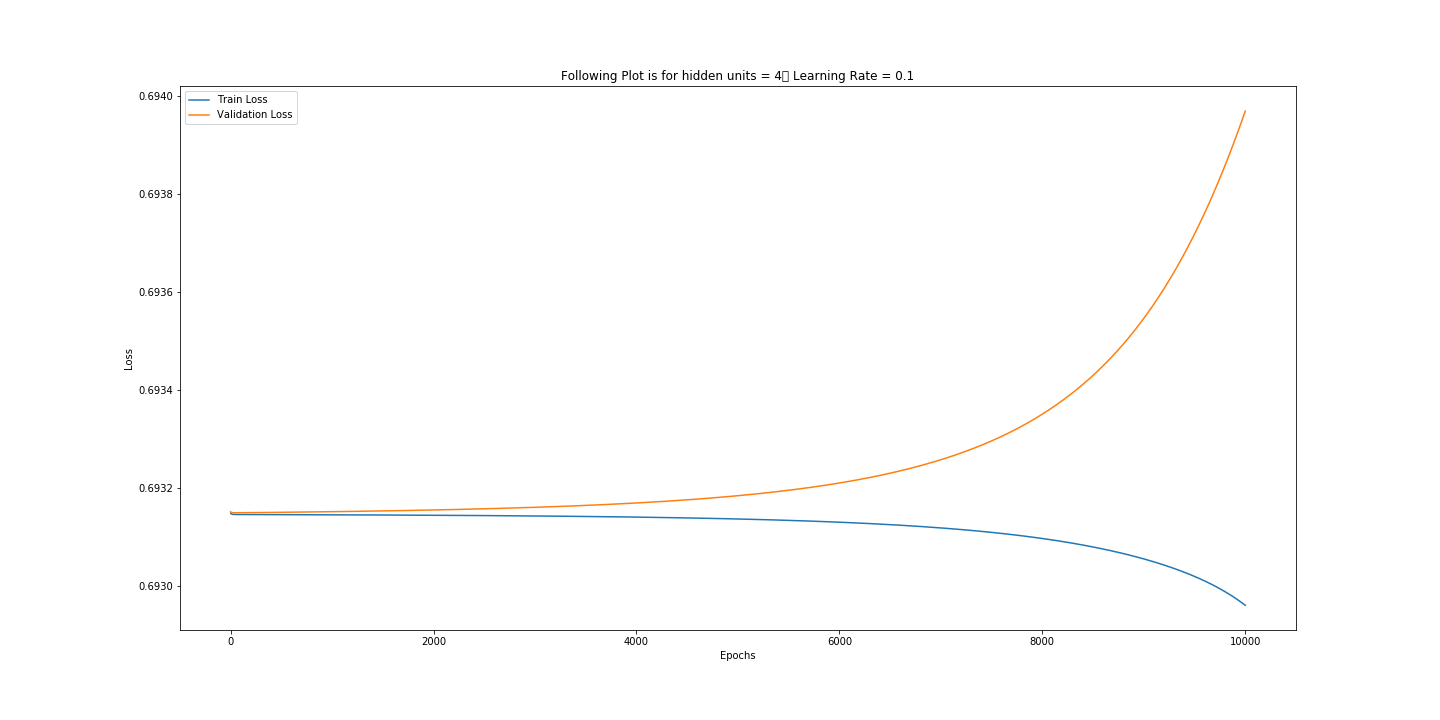 Following Plot is for hidden units = 4▯ Learning Rate = 0.1
Train Loss
Validation Loss
Loss
0.6940
0.6938
0.6936
0.6934
0.6932
0.6930
0 2000 4000 6000 8000 10000
Epochs